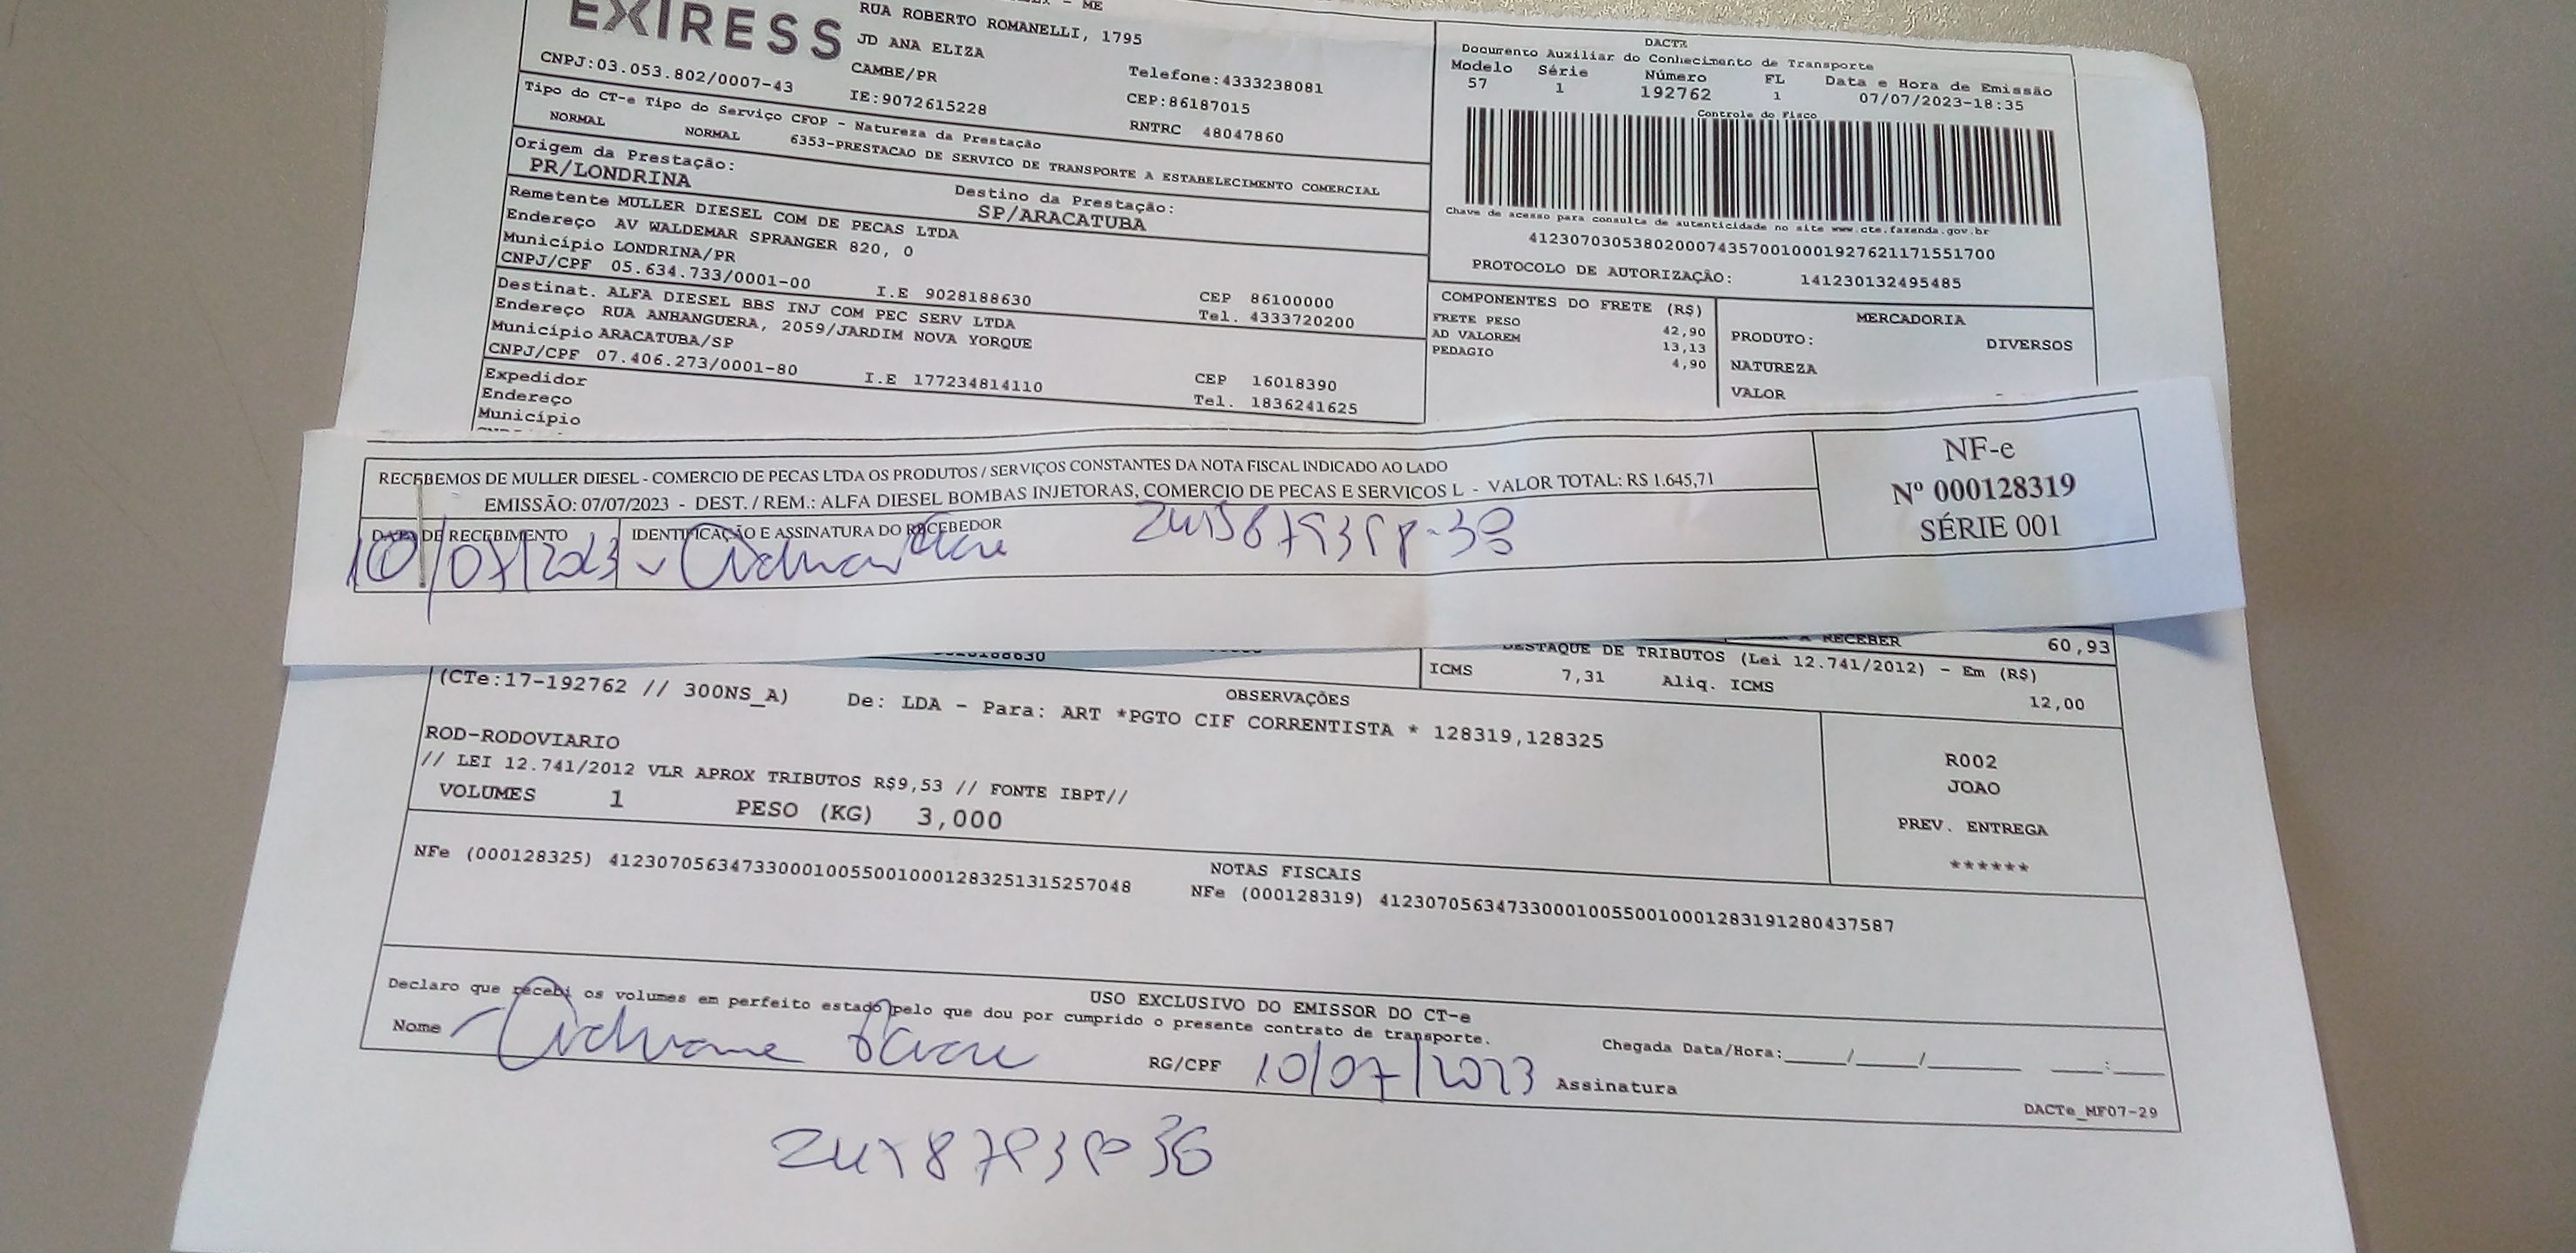 - ME
EXIRESS
RUA ROBERTO ROMANELLI, 1795
JD ANA ELIZA
CNPJ:03.053.802/0007-43
CAMBE/PR
Telefone:4333238081
IE:9072615228
CEP:86187015
RNTRC 48047860
Tipo do CT-e Tipo do Serviço CFOP - Natureza da Prestação
NORMAL NORMAL 6353-PRESTACAO DE SERVICO DE TRANSPORTE A ESTABELECIMENTO COMERCIAL
Origem da Prestação:
PR/LONDRINA
Destino da Prestação:
SP/ARACATUBA
Remetente MULLER DIESEL COM DE PECAS LTDA
Endereço AV WALDEMAR SPRANGER 820, 0
Município LONDRINA/PR
CEP 86100000
CNPJ/CPF 05.634.733/0001-00 I.E 9028188630 Tel. 4333720200
Destinat. ALFA DIESEL BBS INJ COM PEC SERV LTDA
Endereço RUA ANHANGUERA, 2059/JARDIM NOVA YORQUE
Município ARACATUBA/SP
CEP 16018390
CNPJ/CPF 07.406.273/0001-80 I.E 177234814110 Tel. 1836241625
Expedidor
Endereço
Município
DACTE
Documento Auxiliar do Conhecimento de Transporte
Modelo Série Número FL Data e Hora de Emissão
57 1 192762 1 07/07/2023-18:35
Controle do Fisco
Chave de acesso para consulta de autenticidade no site www.cte.fazenda.gov.br
41230703053802000743570010001927621171551700
PROTOCOLO DE AUTORIZAÇÃO: 141230132495485
COMPONENTES DO FRETE (R$)
FRETE PESO 42,90
AD VALOREM 13,13
PEDAGIO 4,90
MERCADORIA
PRODUTO: DIVERSOS
NATUREZA
VALOR
RECEBEMOS DE MULLER DIESEL - COMERCIO DE PECAS LTDA OS PRODUTOS / SERVIÇOS CONSTANTES DA NOTA FISCAL INDICADO AO LADO
EMISSÃO: 07/07/2023 - DEST. / REM.: ALFA DIESEL BOMBAS INJETORAS, COMERCIO DE PECAS E SERVICOS L - VALOR TOTAL: R$ 1.645,71
DATA DE RECEBIMENTO
IDENTIFICAÇÃO E ASSINATURA DO RECEBEDOR
10/07/2023
NF-e
Nº 000128319
SÉRIE 001
A RECEBER 60,93
DESTAQUE DE TRIBUTOS (Lei 12.741/2012) - Em (R$)
ICMS 7,31 Aliq. ICMS 12,00
OBSERVAÇÕES
(CTe:17-192762 // 300NS_A) De: LDA - Para: ART *PGTO CIF CORRENTISTA * 128319,128325
ROD-RODOVIARIO
// LEI 12.741/2012 VLR APROX TRIBUTOS R$9,53 // FONTE IBPT//
VOLUMES 1 PESO (KG) 3,000
R002
JOAO
PREV. ENTREGA
******
NOTAS FISCAIS
NFe (000128325) 41230705634733000100550010001283251315257048
NFe (000128319) 41230705634733000100550010001283191280437587
USO EXCLUSIVO DO EMISSOR DO CT-e
Declaro que recebi os volumes em perfeito estado pelo que dou por cumprido o presente contrato de transporte.
Nome
RG/CPF 10/07/2023 Assinatura
Chegada Data/Hora:_____/_____/________ ____:____
DACTe_MF07-29